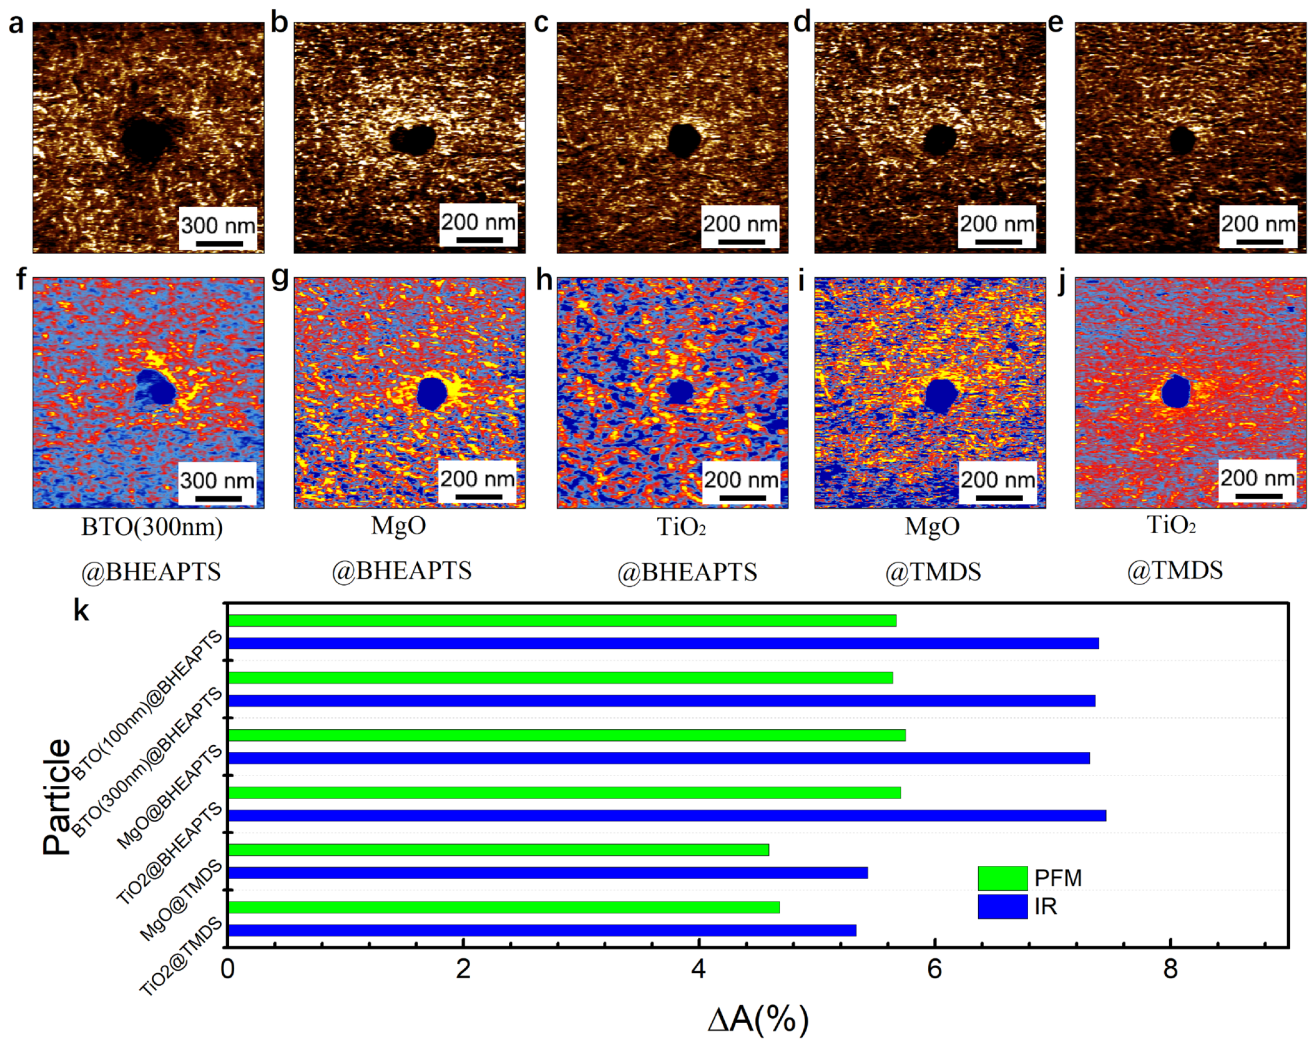 a b c d e
300 nm 200 nm 200 nm 200 nm 200 nm
f g h i j
300 nm 200 nm 200 nm 200 nm 200 nm
BTO(300nm) MgO TiO₂ MgO TiO₂
@BHEAPTS @BHEAPTS @BHEAPTS @TMDS @TMDS
k
Particle
BTO(100nm)@BHEAPTS
BTO(300nm)@BHEAPTS
MgO@BHEAPTS
TiO2@BHEAPTS
MgO@TMDS
TiO2@TMDS
PFM
IR
0 2 4 6 8
ΔA(%)